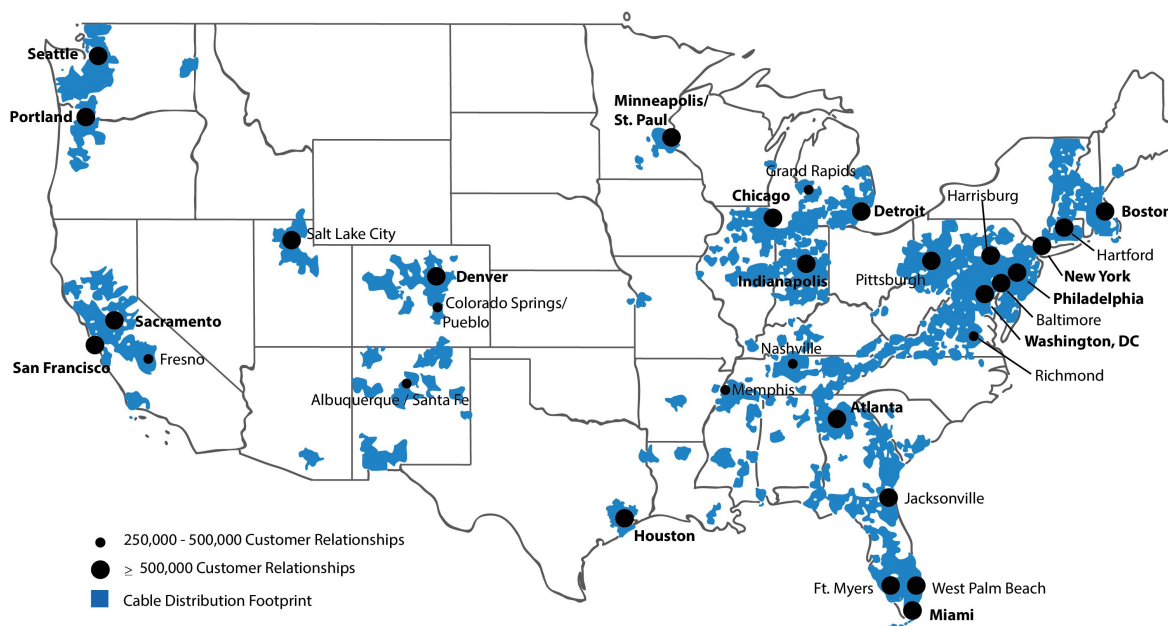 Seattle
Portland
Minneapolis/
St. Paul
Grand Rapids
Chicago
Detroit
Harrisburg
Boston
Hartford
New York
Pittsburgh
Philadelphia
Baltimore
Washington, DC
Richmond
Indianapolis
Salt Lake City
Denver
Colorado Springs/
Pueblo
Sacramento
San Francisco
Fresno
Albuquerque / Santa Fe
Nashville
Memphis
Atlanta
Jacksonville
Houston
Ft. Myers
West Palm Beach
Miami
250,000 - 500,000 Customer Relationships
≥ 500,000 Customer Relationships
Cable Distribution Footprint